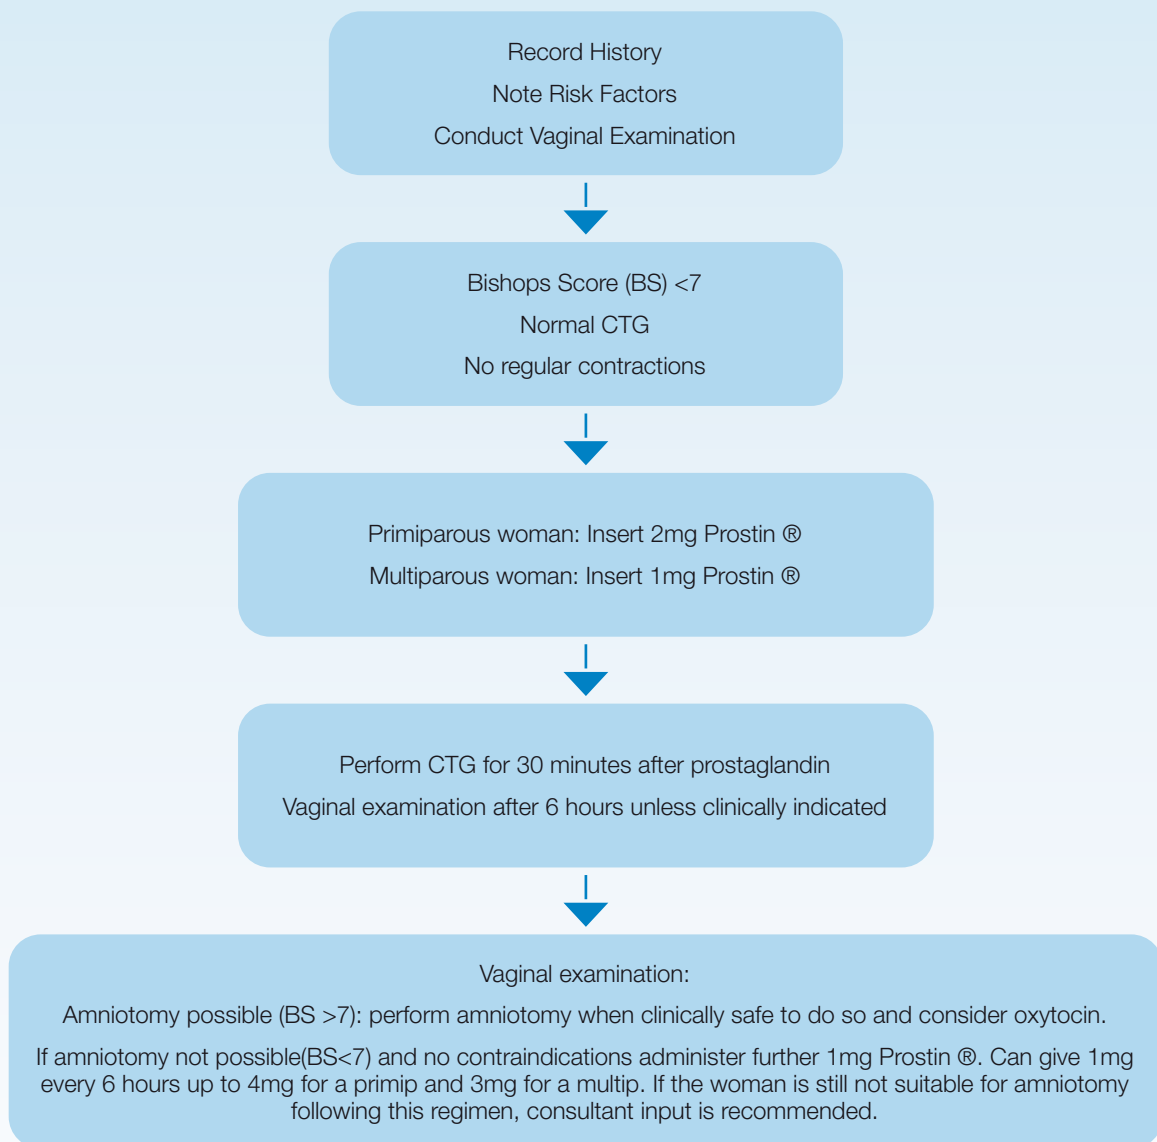 Record History
Note Risk Factors
Conduct Vaginal Examination
Bishops Score (BS) <7
Normal CTG
No regular contractions
Primiparous woman: Insert 2mg Prostin ®
Multiparous woman: Insert 1mg Prostin ®
Perform CTG for 30 minutes after prostaglandin
Vaginal examination after 6 hours unless clinically indicated
Vaginal examination:
Amniotomy possible (BS >7): perform amniotomy when clinically safe to do so and consider oxytocin.
If amniotomy not possible(BS<7) and no contraindications administer further 1mg Prostin ®. Can give 1mg
every 6 hours up to 4mg for a primip and 3mg for a multip. If the woman is still not suitable for amniotomy
following this regimen, consultant input is recommended.